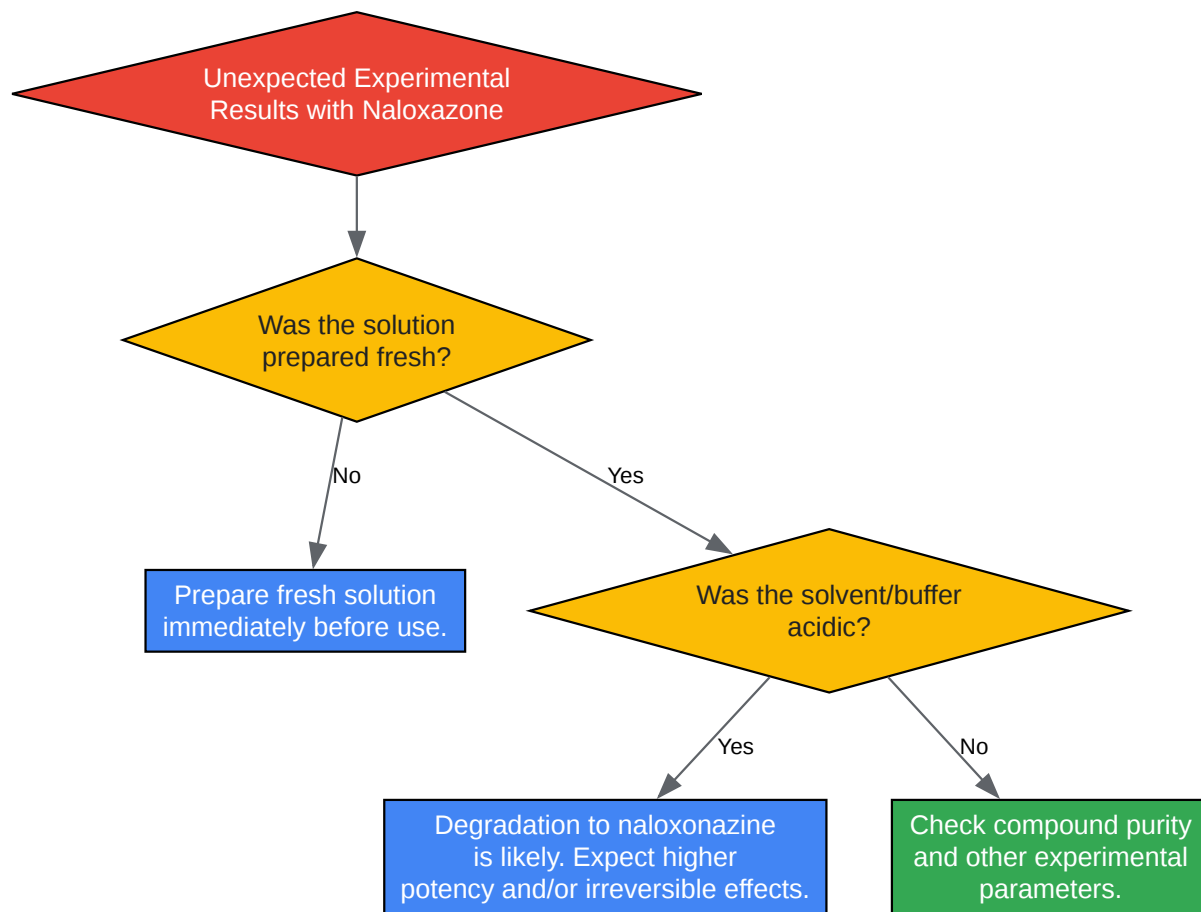 Unexpected Experimental
Results with Naloxazone
Was the solution
prepared fresh?
No
Yes
Prepare fresh solution
immediately before use.
Was the solvent/buffer
acidic?
Yes
No
Degradation to naloxonazine
is likely. Expect higher
potency and/or irreversible effects.
Check compound purity
and other experimental
parameters.